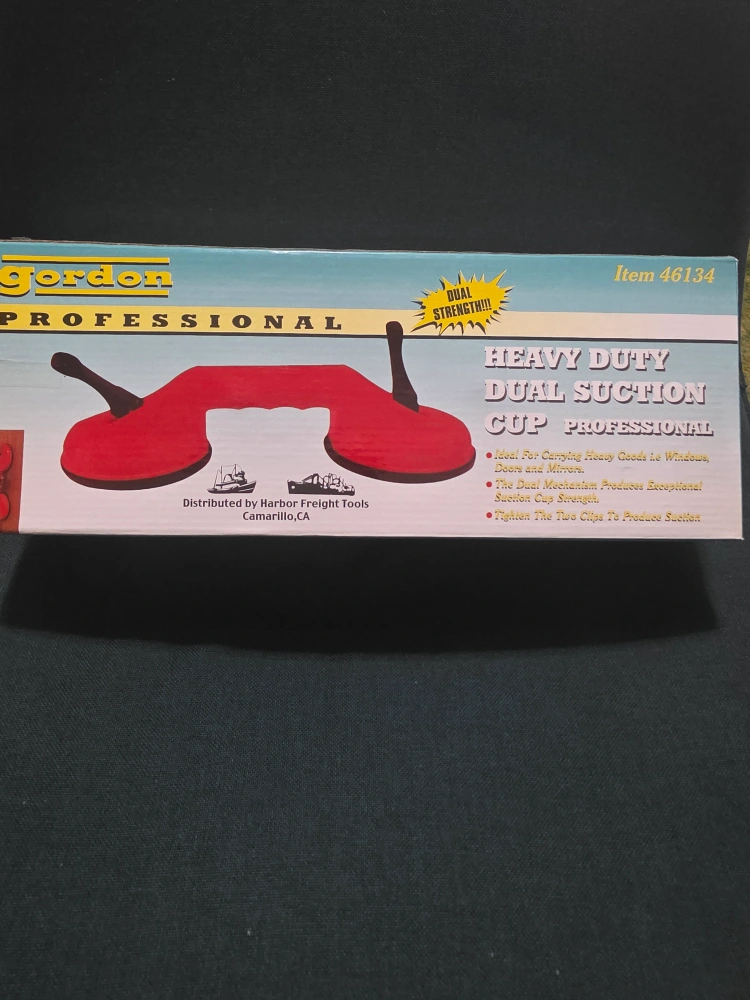 gordon
PROFESSIONAL
DUAL
STRENGTH!!!
Item 46134
HEAVY DUTY
DUAL SUCTION
CUP PROFESSIONAL
• Ideal For Carrying Heavy Goods i.e Windows,
Doors and Mirrors.
• The Dual Mechanism Produces Exceptional
Suction Cup Strength.
• Tighten The Two Clips To Produce Suction
Distributed by Harbor Freight Tools
Camarillo,CA